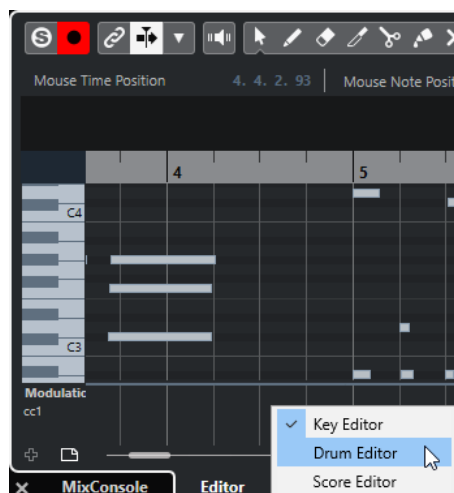 S
Mouse Time Position 4. 4. 2. 93 Mouse Note Posit
4 5
C4
C3
Modulatic
cc1
Key Editor
Drum Editor
Score Editor
MixConsole Editor